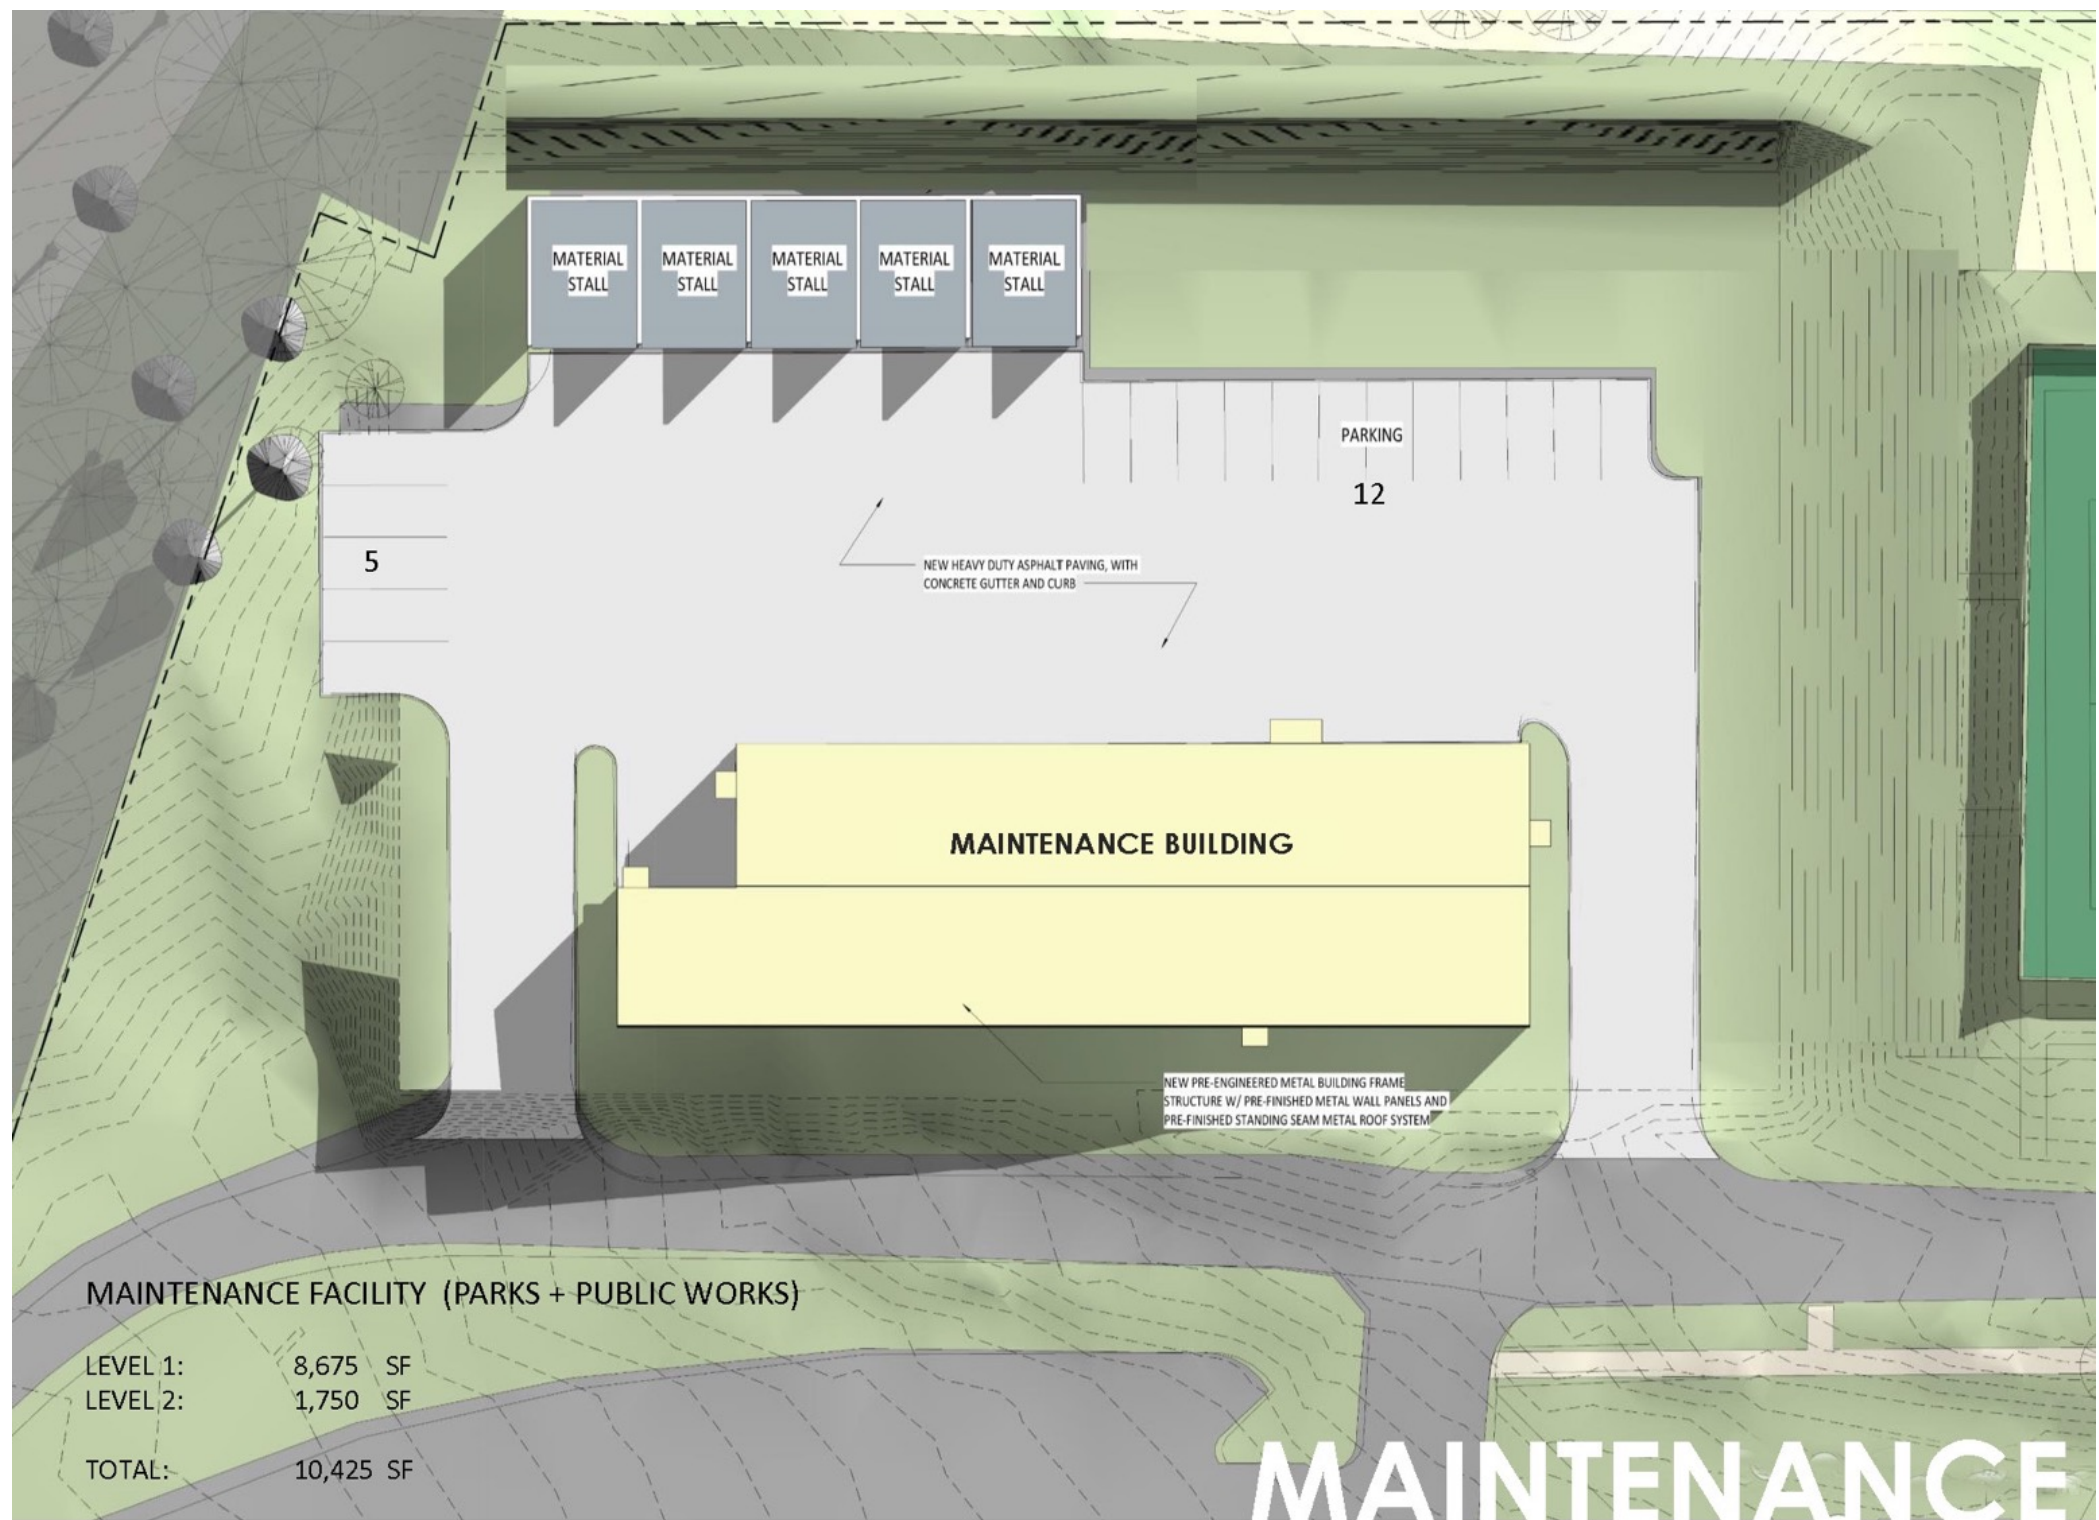 MATERIAL
STALL
MATERIAL
STALL
MATERIAL
STALL
MATERIAL
STALL
MATERIAL
STALL
PARKING
12
5
NEW HEAVY DUTY ASPHALT PAVING, WITH
CONCRETE GUTTER AND CURB
MAINTENANCE BUILDING
NEW PRE-ENGINEERED METAL BUILDING FRAME
STRUCTURE W/ PRE-FINISHED METAL WALL PANELS AND
PRE-FINISHED STANDING SEAM METAL ROOF SYSTEM
MAINTENANCE FACILITY (PARKS + PUBLIC WORKS)
LEVEL 1: 8,675 SF
LEVEL 2: 1,750 SF
TOTAL: 10,425 SF
MAINTENANCE